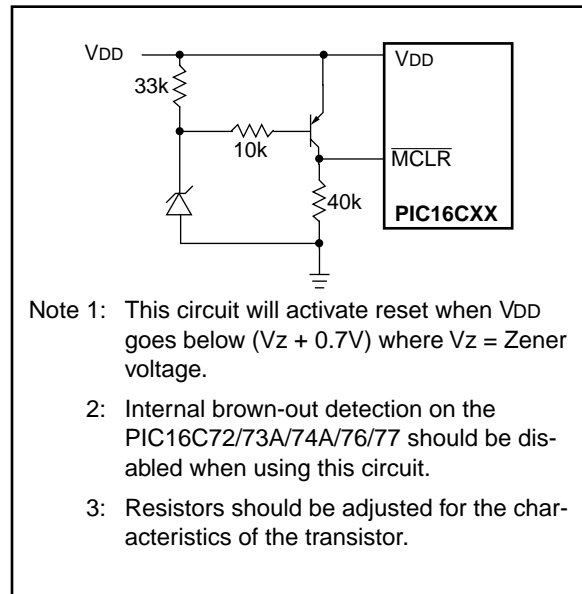 VDD
VDD
33k
10k
MCLR
40k
PIC16CXX
Note 1: This circuit will activate reset when VDD
goes below (Vz + 0.7V) where Vz = Zener
voltage.
2: Internal brown-out detection on the
PIC16C72/73A/74A/76/77 should be dis-
abled when using this circuit.
3: Resistors should be adjusted for the char-
acteristics of the transistor.